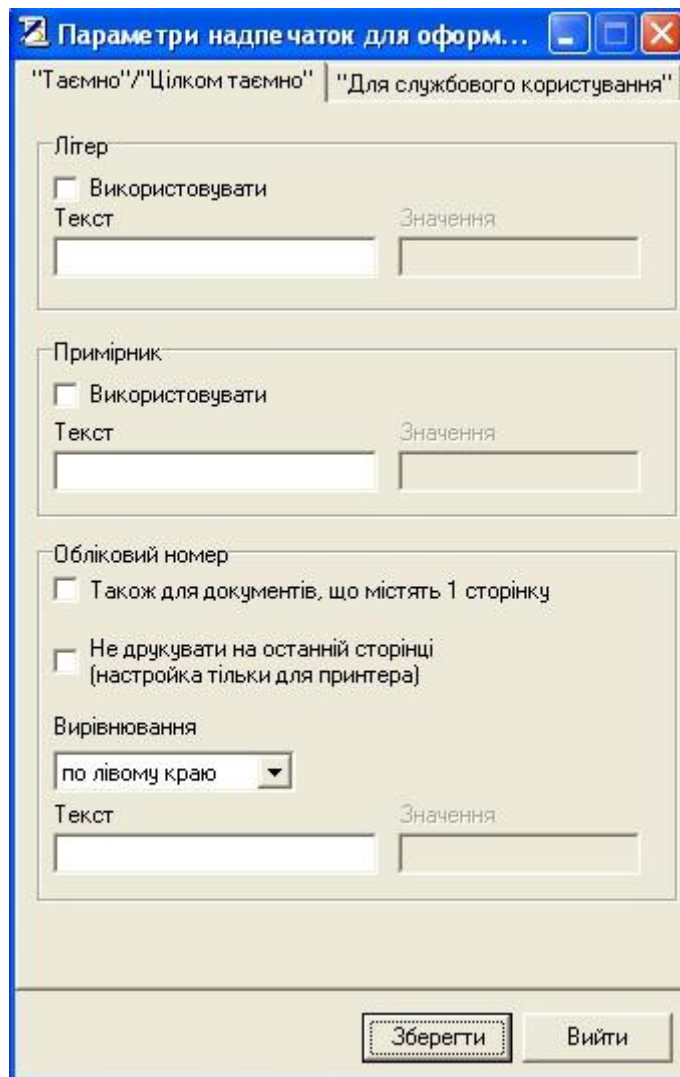 Параметри надпечаток для оформ...
"Таємно"/"Цілком таємно" "Для службового користування"
Літер
Використовувати
Текст Значення
Примірник
Використовувати
Текст Значення
Обліковий номер
Також для документів, що містять 1 сторінку
Не друкувати на останній сторінці
(настройка тільки для принтера)
Вирівнювання
по лівому краю
Текст Значення
Зберегти Вийти